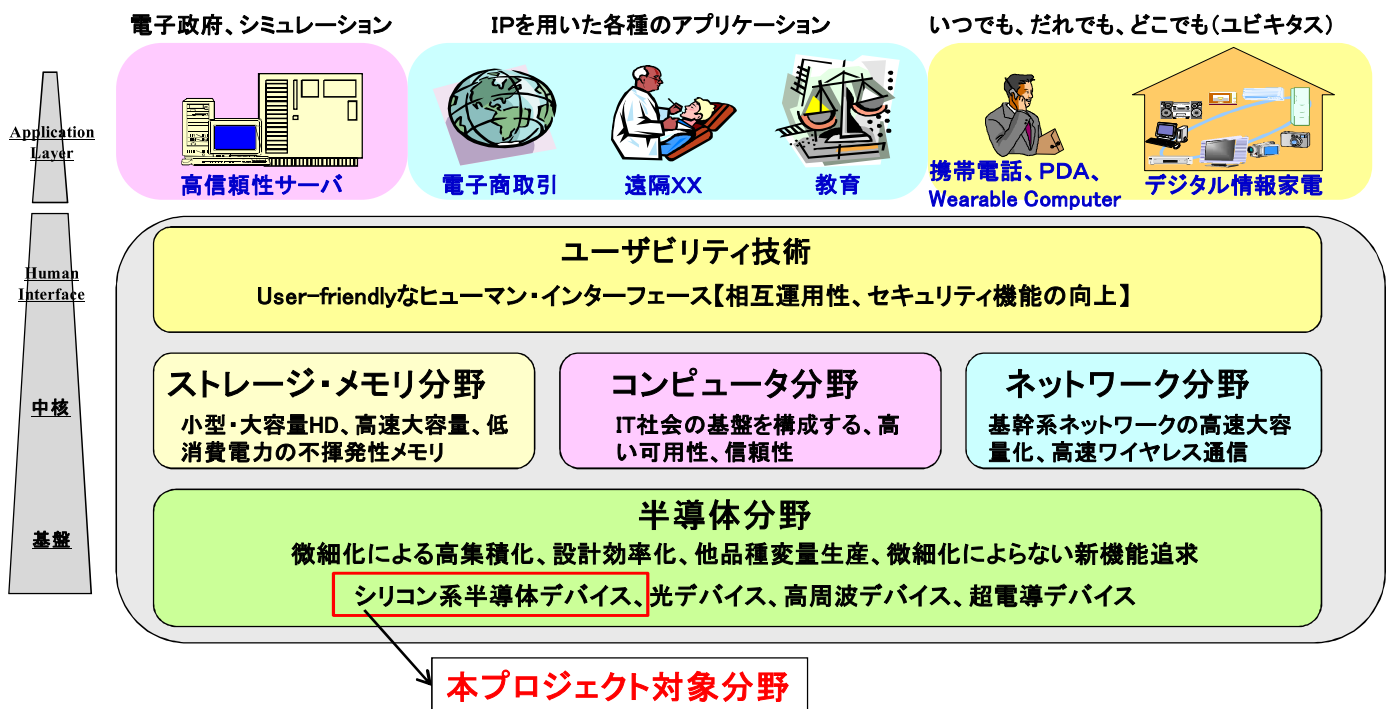 電子政府、シミュレーション
IPを用いた各種のアプリケーション
いつでも、だれでも、どこでも(ユビキタス)
Application
Layer
高信頼性サーバ
電子商取引
遠隔XX
教育
携帯電話、PDA、
Wearable Computer
デジタル情報家電
Human
Interface
ユーザビリティ技術
User-friendlyなヒューマン・インターフェース【相互運用性、セキュリティ機能の向上】
中核
ストレージ・メモリ分野
小型・大容量HD、高速大容量、低
消費電力の不揮発性メモリ
コンピュータ分野
IT社会の基盤を構成する、高
い可用性、信頼性
ネットワーク分野
基幹系ネットワークの高速大容
量化、高速ワイヤレス通信
基盤
半導体分野
微細化による高集積化、設計効率化、他品種変量生産、微細化によらない新機能追求
シリコン系半導体デバイス、光デバイス、高周波デバイス、超電導デバイス
本プロジェクト対象分野